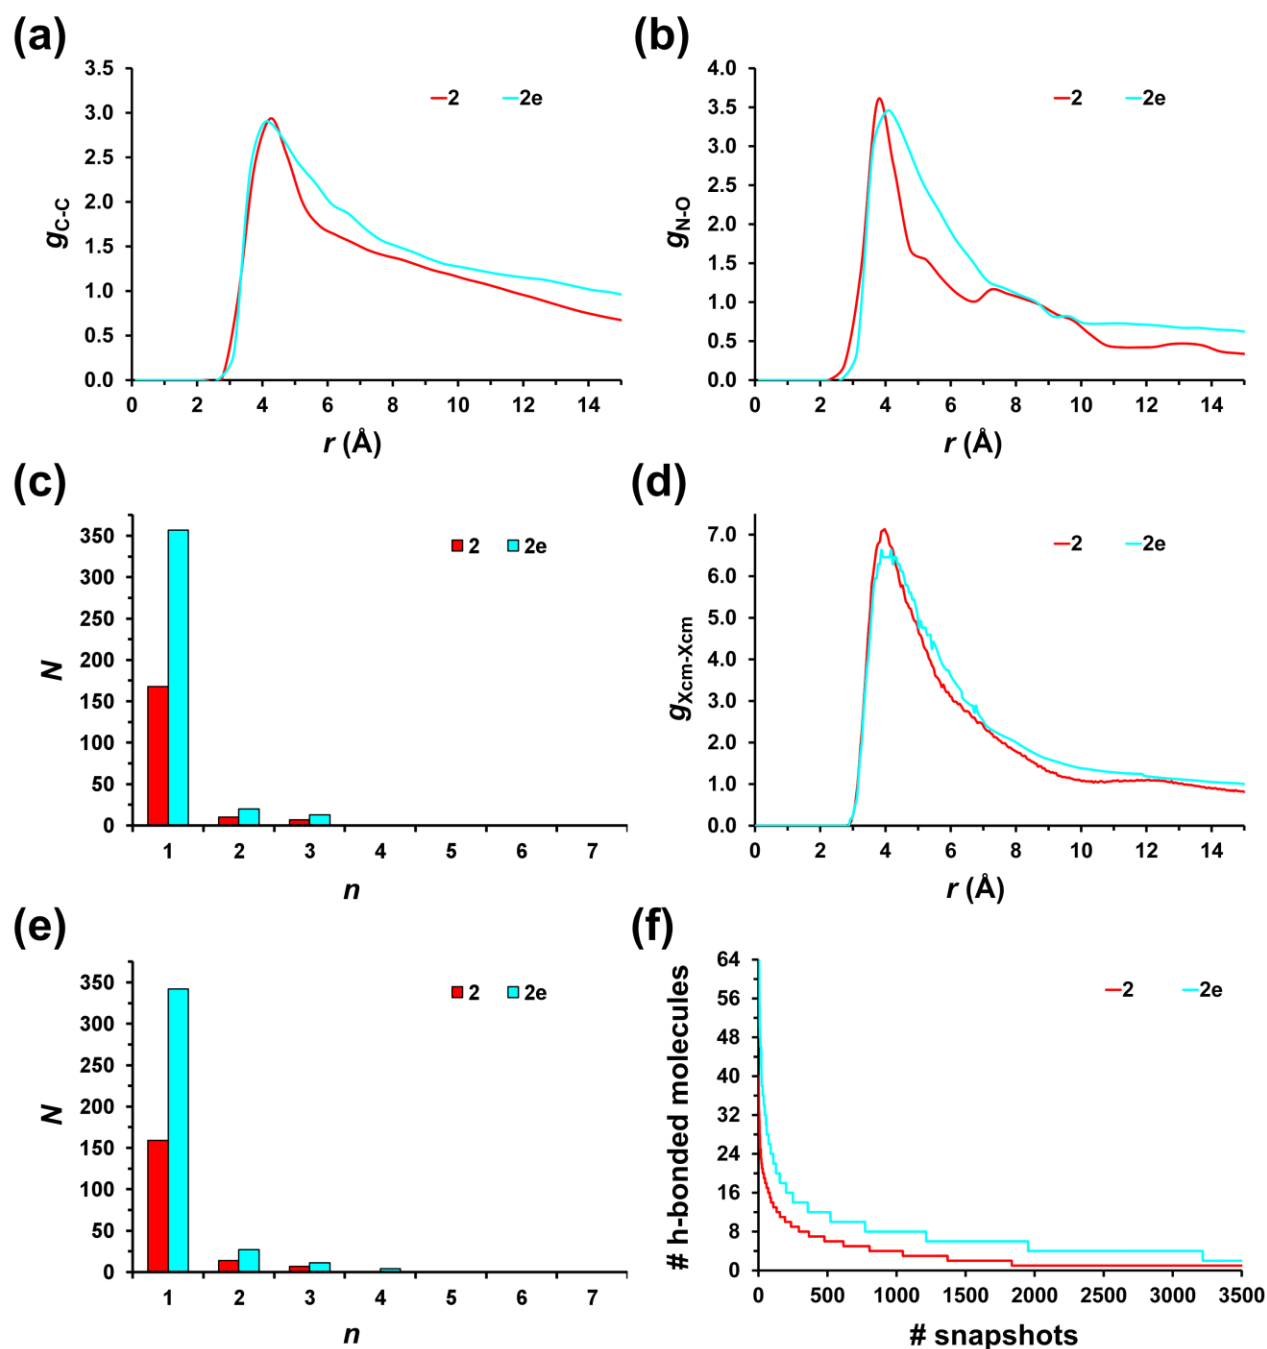 (a)
g C-C
3.5
3.0
2.5
2.0
1.5
1.0
0.5
0.0
2 2e
0 2 4 6 8 10 12 14
r (Å)
(b)
g N-O
4.0
3.5
3.0
2.5
2.0
1.5
1.0
0.5
0.0
2 2e
0 2 4 6 8 10 12 14
r (Å)
(c)
N
350
300
250
200
150
100
50
0
2 2e
1 2 3 4 5 6 7
n
(d)
g Xcm-Xcm
7.0
6.0
5.0
4.0
3.0
2.0
1.0
0.0
2 2e
0 2 4 6 8 10 12 14
r (Å)
(e)
N
350
300
250
200
150
100
50
0
2 2e
1 2 3 4 5 6 7
n
(f)
# h-bonded molecules
64
56
48
40
32
24
16
8
0
2 2e
0 500 1000 1500 2000 2500 3000 3500
# snapshots